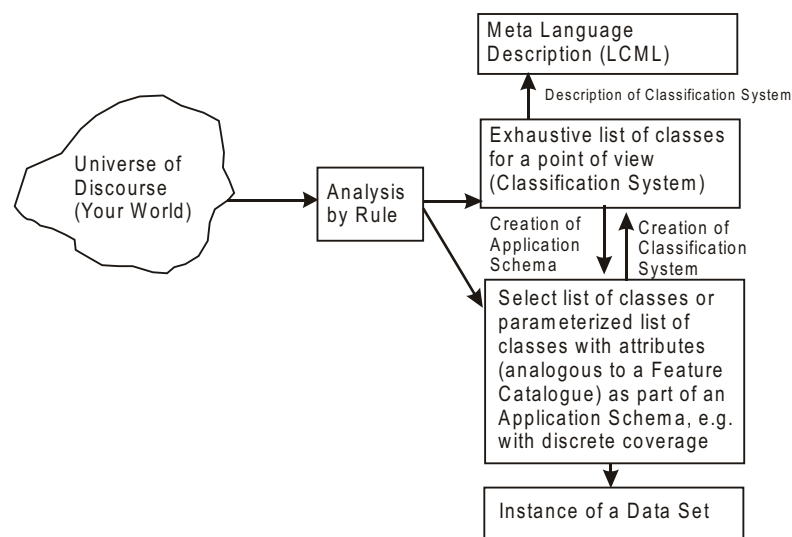 Meta Language
Description (LCML)
Description of Classification System
Universe of
Discourse
(Your World)
Analysis
by Rule
Exhaustive list of classes
for a point of view
(Classification System)
Creation of
Application
Schema
Creation of
Classification
System
Select list of classes or
parameterized list of
classes with attributes
(analogous to a Feature
Catalogue) as part of an
Application Schema, e.g.
with discrete coverage
Instance of a Data Set